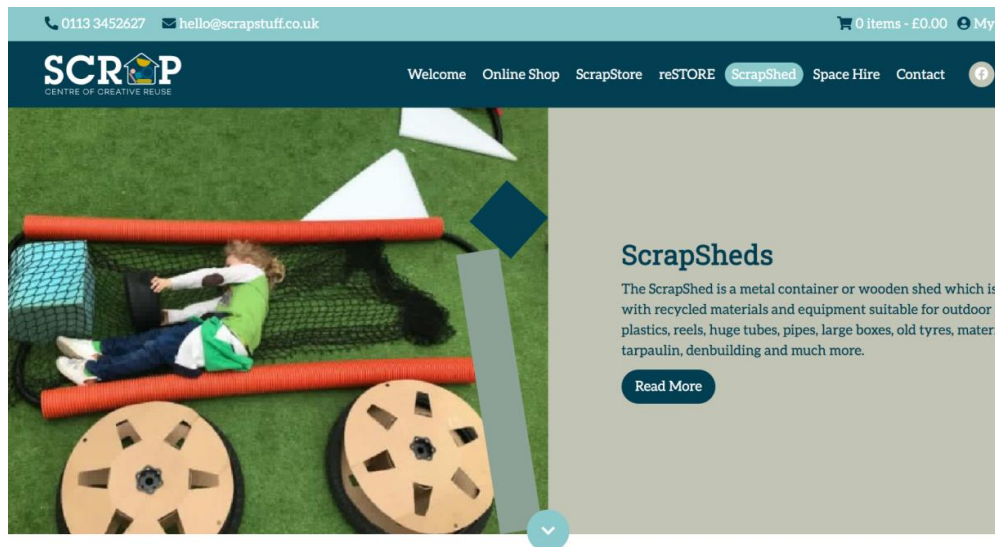 0113 3452627 hello@scrapstuff.co.uk 0 items - £0.00 My
SCRAP
CENTRE OF CREATIVE REUSE
Welcome Online Shop ScrapStore reSTORE ScrapShed Space Hire Contact
ScrapSheds
The ScrapShed is a metal container or wooden shed which is
with recycled materials and equipment suitable for outdoor
plastics, reels, huge tubes, pipes, large boxes, old tyres,
tarpaulin, denbuilding and much more.
Read More